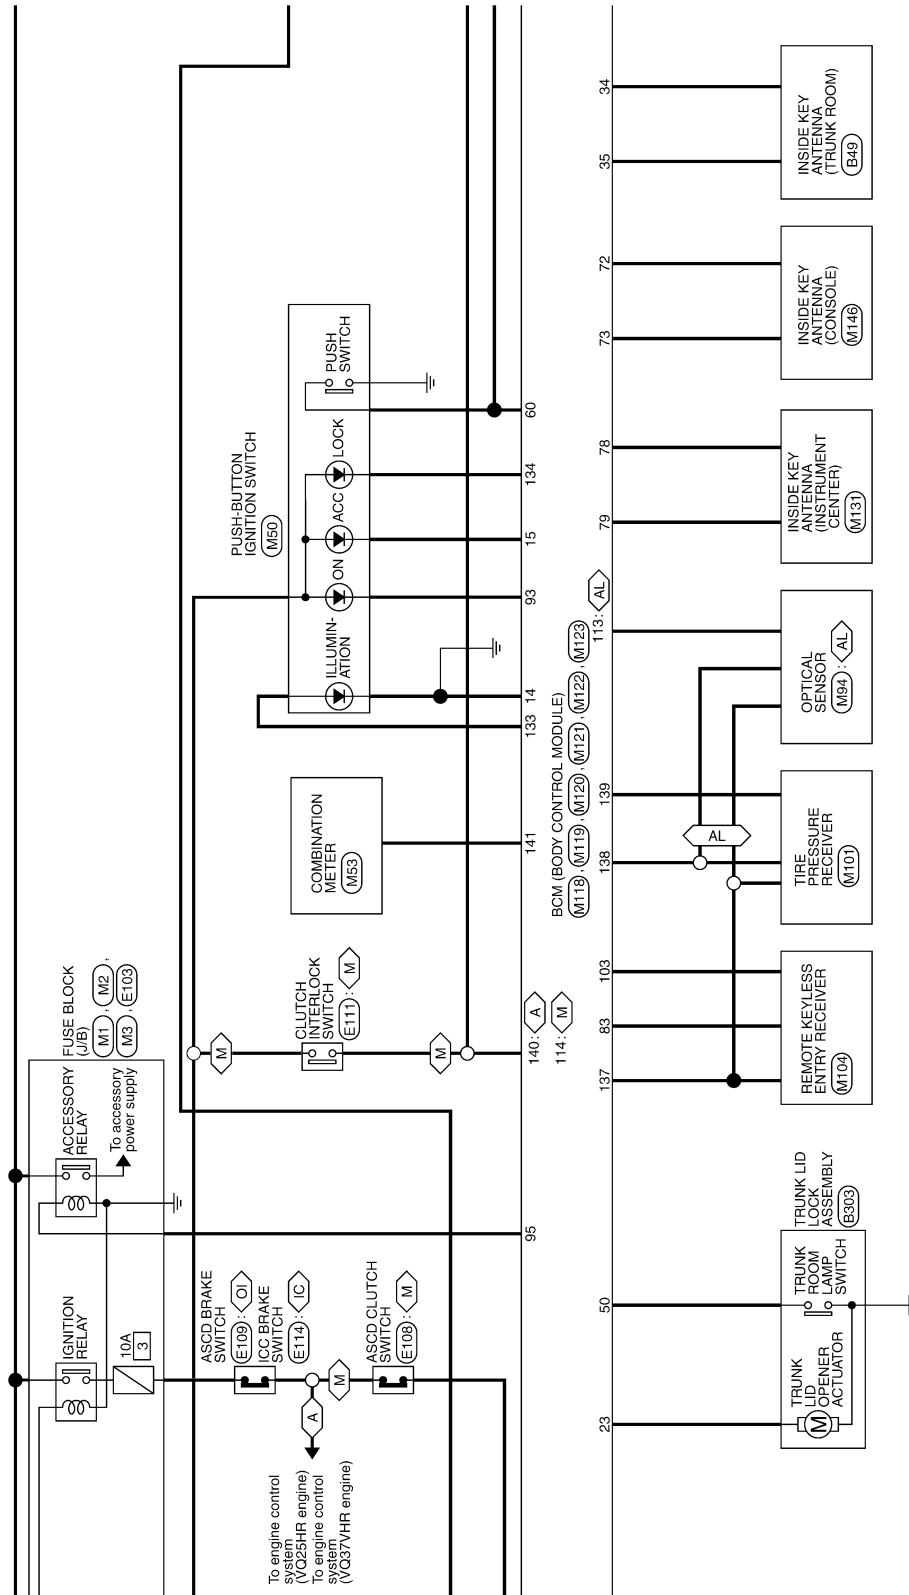 IGNITION
RELAY
10A
3
ACCESSORY
RELAY
To accessory
power supply
FUSE BLOCK
(J/B)
M1 , M2 ,
M3 , E103
ASCD BRAKE
SWITCH
E109 : OI
ICC BRAKE
SWITCH
E114 : IC
ASCD CLUTCH
SWITCH
E108 : M
M
A
To engine control
system
(VQ25HR engine)
To engine control
system
(VQ37VHR engine)
M
CLUTCH
INTERLOCK
SWITCH
E111 : M
M
COMBINATION
METER
M53
PUSH-BUTTON
IGNITION SWITCH
M50
ILLUMIN-
ATION
ON
ACC
LOCK
PUSH
SWITCH
95
140: A
114: M
141
133
14
93
15
134
60
BCM (BODY CONTROL MODULE)
M118 , M119 , M120 , M121 , M122 , M123
23
50
137
83
103
138
139
113: AL
79
78
73
72
35
34
AL
TRUNK
LID
OPENER
ACTUATOR
M
TRUNK
ROOM
LAMP
SWITCH
TRUNK LID
LOCK
ASSEMBLY
B303
REMOTE KEYLESS
ENTRY RECEIVER
M104
TIRE
PRESSURE
RECEIVER
M101
OPTICAL
SENSOR
M94 : AL
INSIDE KEY
ANTENNA
(INSTRUMENT
CENTER)
M131
INSIDE KEY
ANTENNA
(CONSOLE)
M146
INSIDE KEY
ANTENNA
(TRUNK ROOM)
B49